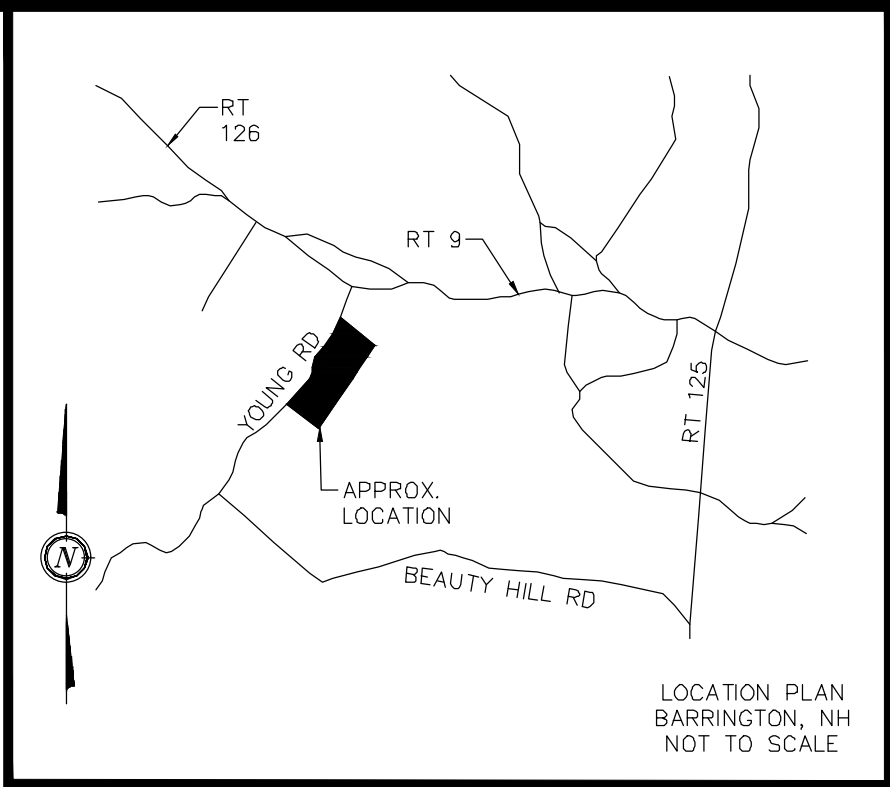 RT
126
RT 9
YOUNG RD
RT 125
APPROX.
LOCATION
N
BEAUTY HILL RD
LOCATION PLAN
BARRINGTON, NH
NOT TO SCALE